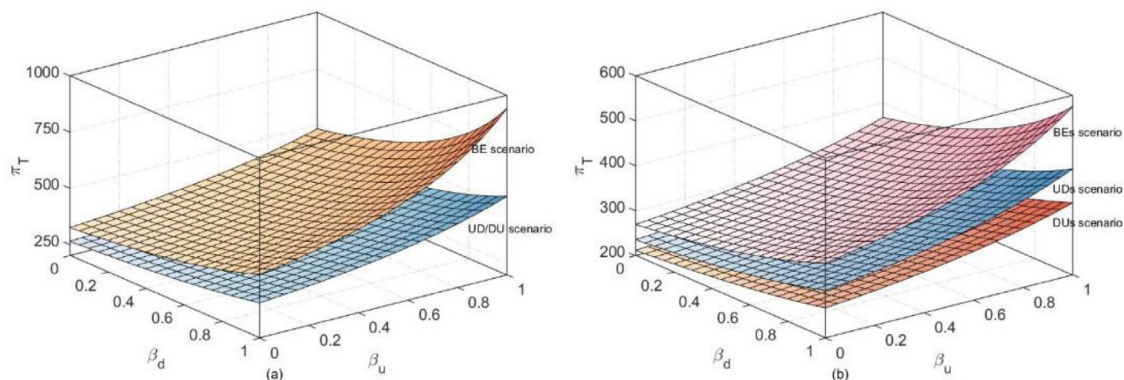 1000
750
500
250
π_T
0
0.2
0.4
0.6
0.8
1
β_d
0
0.2
0.4
0.6
0.8
1
β_u
BE scenario
UD/DU scenario
(a)
600
500
400
300
200
π_T
0
0.2
0.4
0.6
0.8
1
β_d
0
0.2
0.4
0.6
0.8
1
β_u
BEs scenario
UDs scenario
DUs scenario
(b)